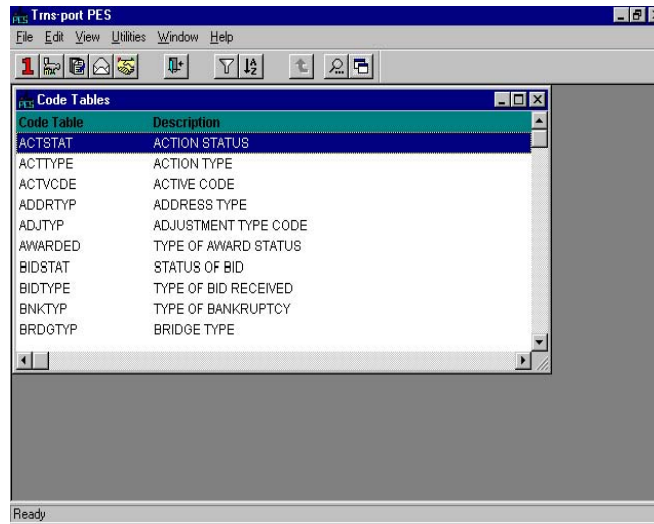 Trns-port PES
File Edit View Utilities Window Help
Code Tables
Code Table Description
ACTSTAT ACTION STATUS
ACTTYPE ACTION TYPE
ACTVCDE ACTIVE CODE
ADDRTYP ADDRESS TYPE
ADJTYP ADJUSTMENT TYPE CODE
AWARDED TYPE OF AWARD STATUS
BIDSTAT STATUS OF BID
BIDTYPE TYPE OF BID RECEIVED
BNKTYP TYPE OF BANKRUPTCY
BRDGTYP BRIDGE TYPE
Ready